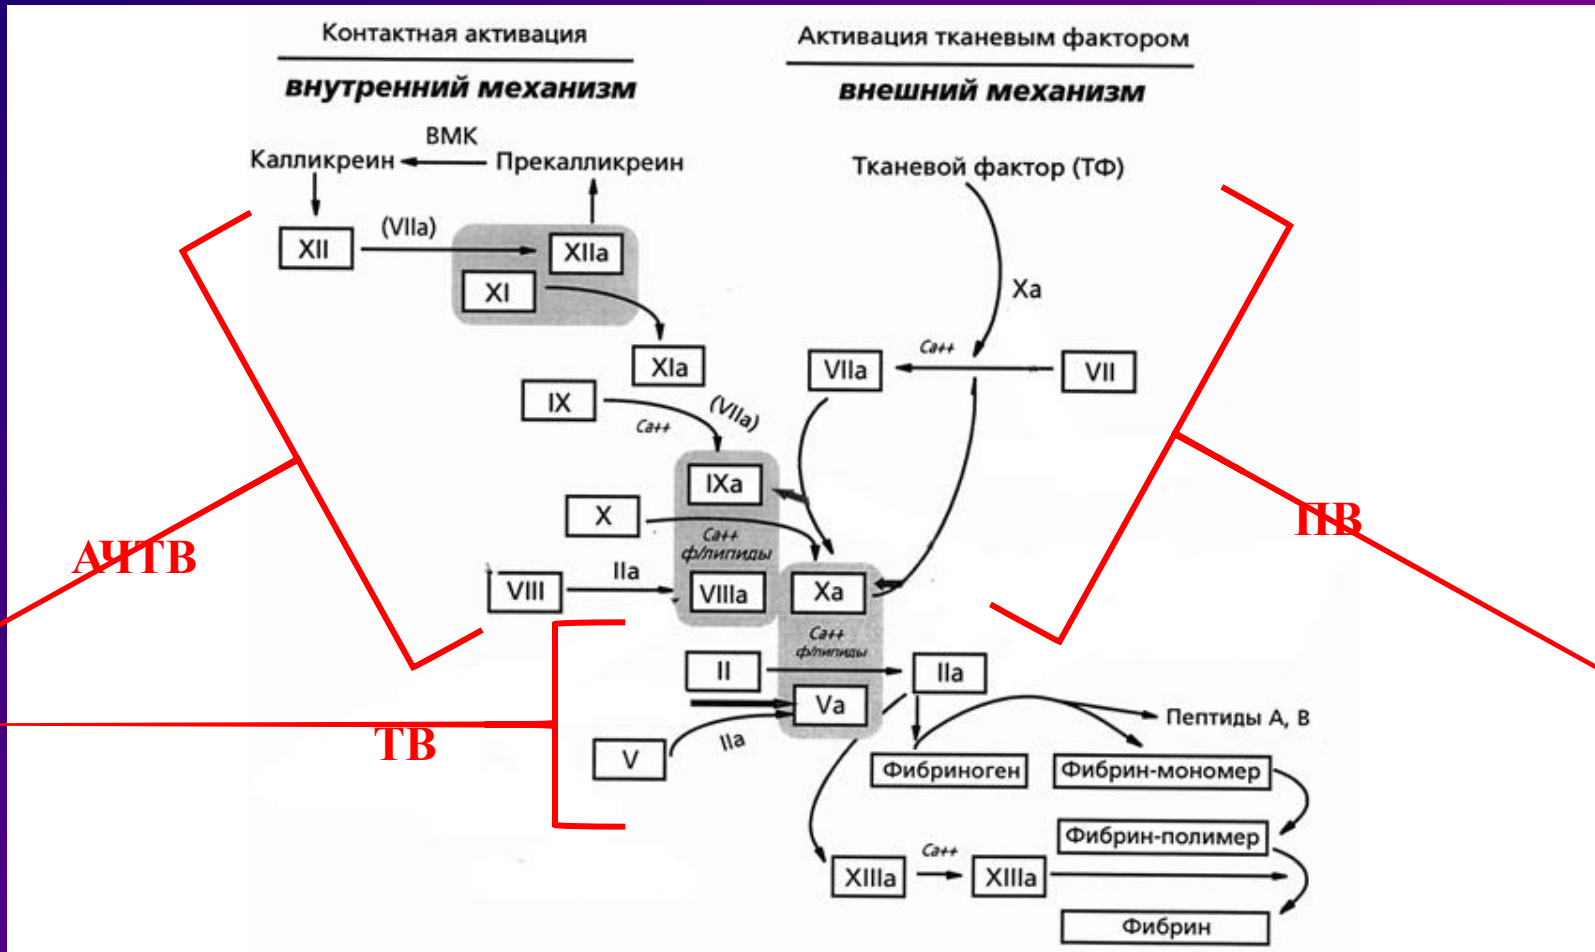 Контактная активация
внутренний механизм
Активация тканевым фактором
внешний механизм
ВМК
Калликреин
Прекалликреин
Тканевой фактор (ТФ)
XII
(VIIa)
XIIa
XI
Xa
XIa
VIIa
Ca++
VII
IX
Ca++
(VIIa)
IXa
X
Ca++
ф/липиды
АЧТВ
ПВ
VIII
IIa
VIIIa
Xa
Ca++
ф/липиды
II
IIa
Va
ТВ
V
IIa
Пептиды А, В
Фибриноген
Фибрин-мономер
Фибрин-полимер
XIIIa
Ca++
XIIIa
Фибрин